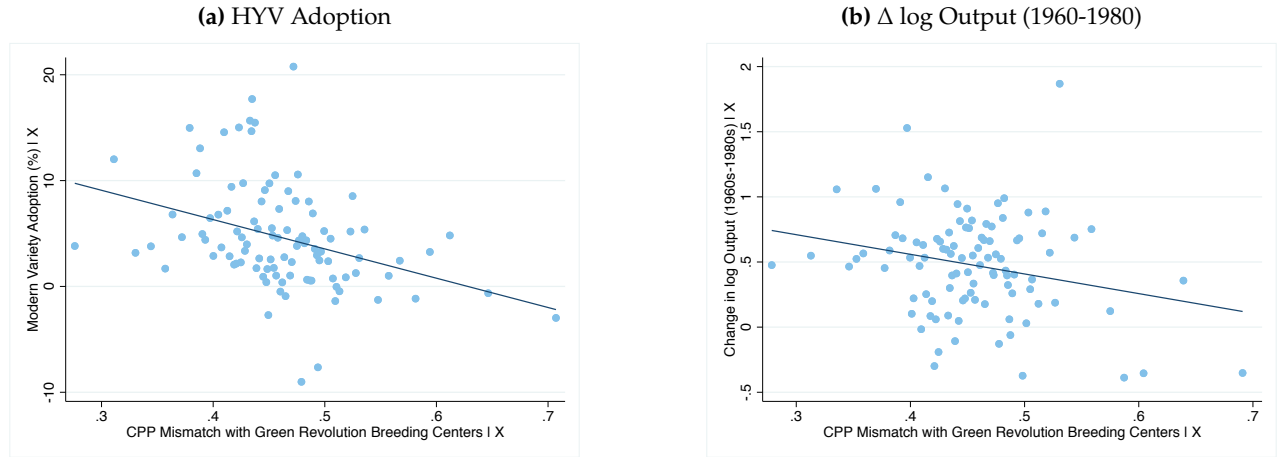 (a) HYV Adoption
Modern Variety Adoption (%) | X
20
10
0
-10
.3 .4 .5 .6 .7
CPP Mismatch with Green Revolution Breeding Centers | X
(b) Δ log Output (1960-1980)
Change in log Output (1960s-1980s) | X
2
1.5
1
.5
0
-.5
.3 .4 .5 .6 .7
CPP Mismatch with Green Revolution Breeding Centers | X